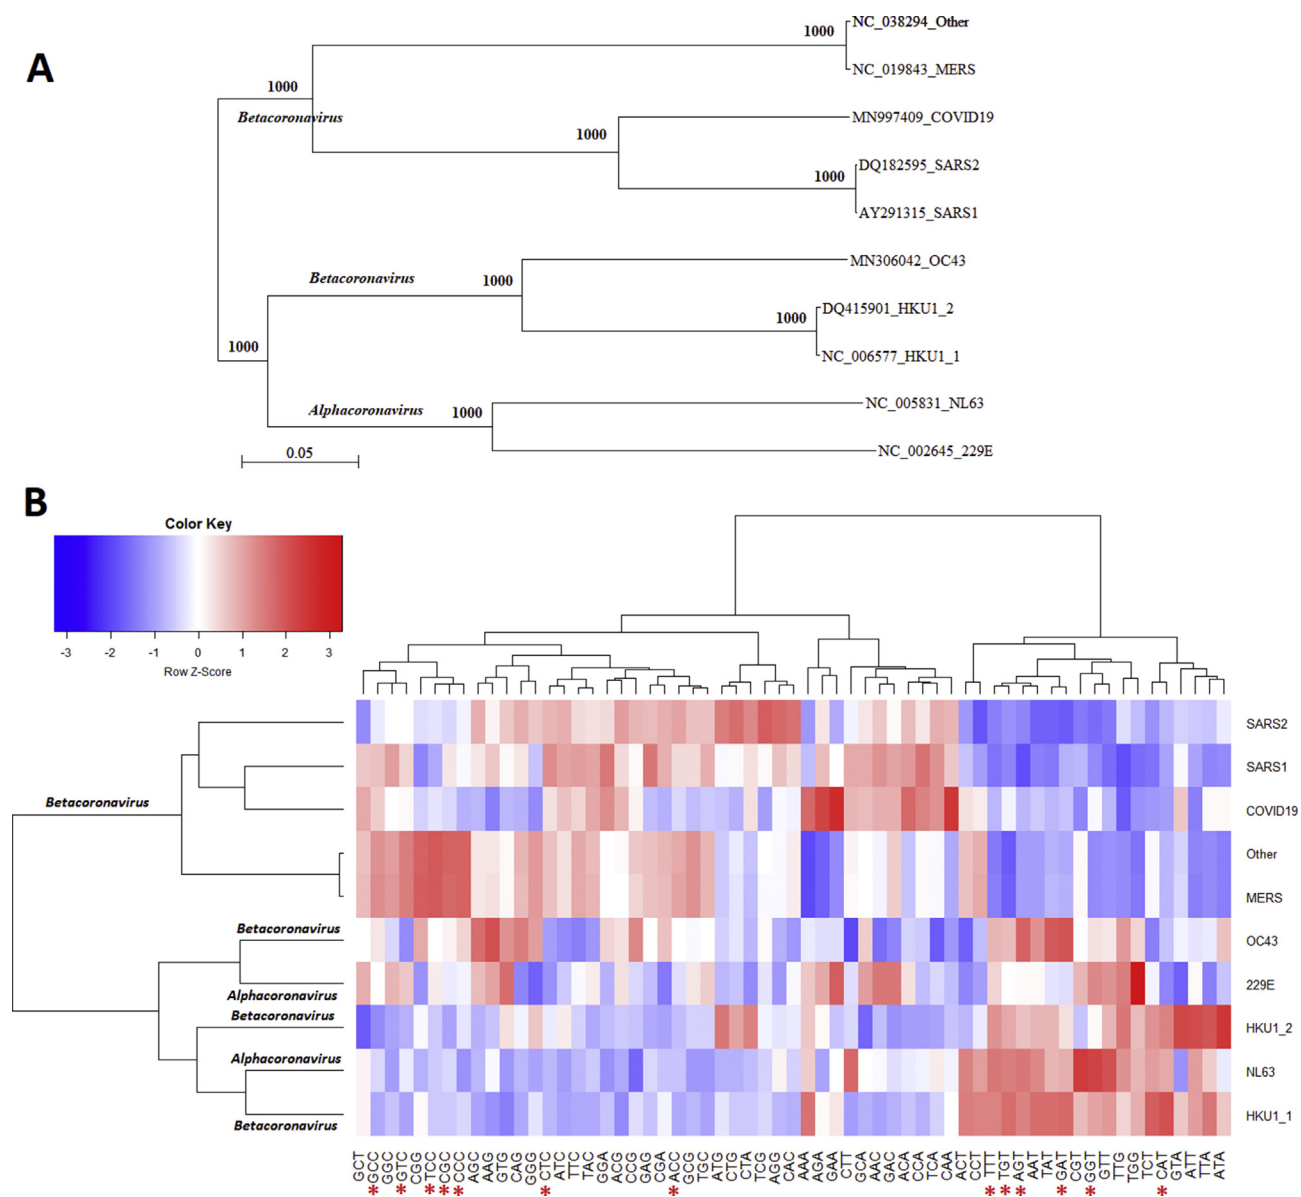 A
1000
NC_038294_Other
NC_019843_MERS
1000
Betacoronavirus
MN997409_COVID19
1000
DQ182595_SARS2
1000
AY291315_SARS1
MN306042_OC43
Betacoronavirus
1000
DQ415901_HKU1_2
1000
NC_006577_HKU1_1
1000
NC_005831_NL63
Alphacoronavirus
1000
NC_002645_229E
0.05
B
Color Key
-3 -2 -1 0 1 2 3
Row Z-Score
Betacoronavirus
Betacoronavirus
Alphacoronavirus
Betacoronavirus
Alphacoronavirus
Betacoronavirus
SARS2
SARS1
COVID19
Other
MERS
OC43
229E
HKU1_2
NL63
HKU1_1
GCT GCC GGC GTC CGG TCC CGC CCC AGC AAG GTG CAG GGG CTC ATC TTC TAC GGA ACG CCG GAG CGA ACC GCG TGC ATG CTG CTA TCG AGG CAC AAA AGA GAA CTT GCA AAC GAC ACA CCA TCA CAA ACT CCT TTT TGT AGT AAT TAT GAT CGT GGT GTT TTG TGG TCT CAT GTA ATT TTA ATA
* * * * * * * * * * * * *